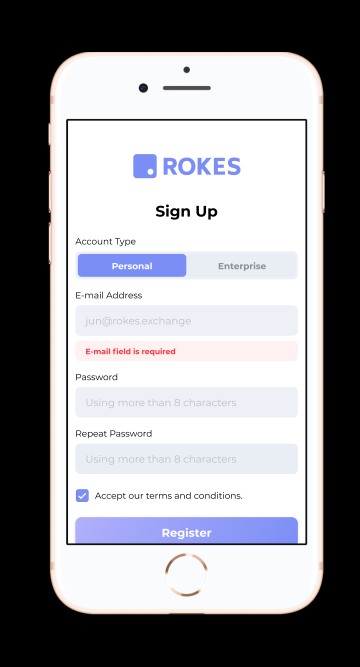 ROKES
Sign Up
Account Type
Personal
Enterprise
E-mail Address
jun@rokes.exchange
E-mail field is required
Password
Using more than 8 characters
Repeat Password
Using more than 8 characters
Accept our terms and conditions.
Register